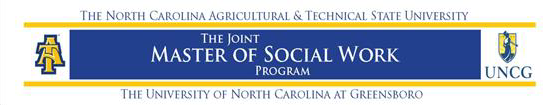 The North Carolina Agricultural & Technical State University
The Joint
Master of Social Work
Program
UNCG
The University of North Carolina at Greensboro